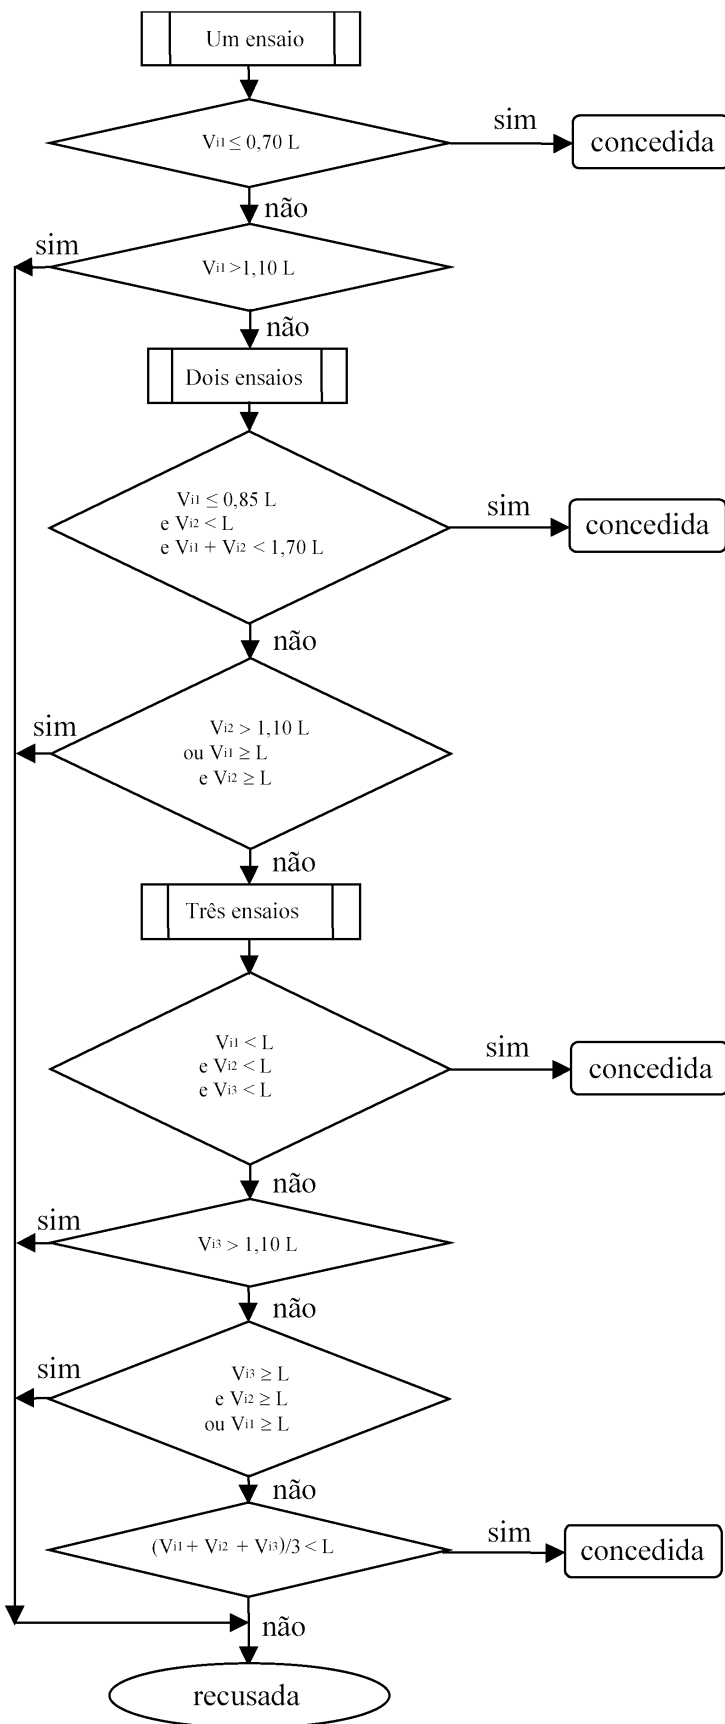 Um ensaio
Vi1 ≤ 0,70 L
sim
concedida
não
sim
Vi1 >1,10 L
não
Dois ensaios
Vi1 ≤ 0,85 L
e Vi2 < L
e Vi1 + Vi2 < 1,70 L
sim
concedida
não
sim
Vi2 > 1,10 L
ou Vi1 ≥ L
e Vi2 ≥ L
não
Três ensaios
Vi1 < L
e Vi2 < L
e Vi3 < L
sim
concedida
não
sim
Vi3 > 1,10 L
não
sim
Vi3 ≥ L
e Vi2 ≥ L
ou Vi1 ≥ L
não
(Vi1 + Vi2 + Vi3)/3 < L
sim
concedida
não
recusada